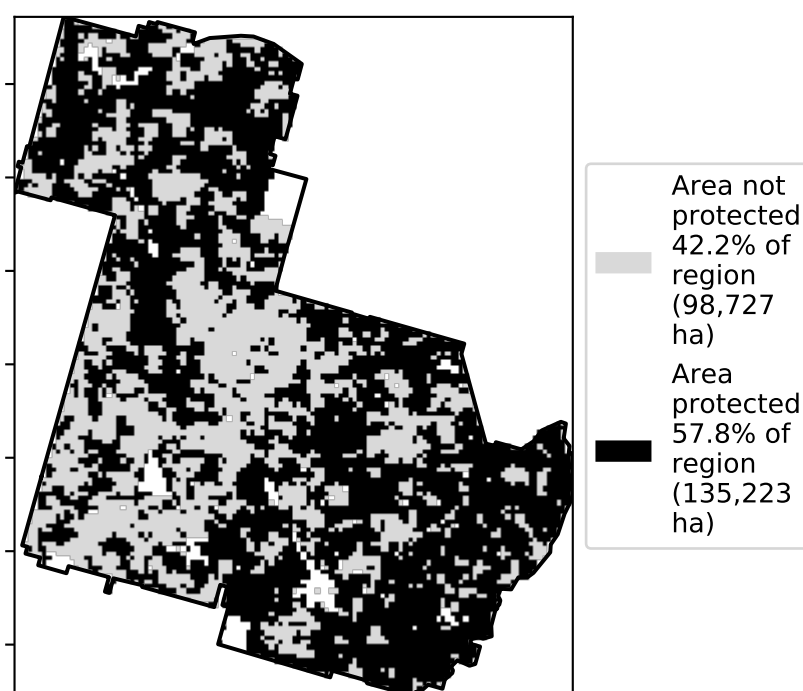 Area not
protected
42.2% of
region
(98,727
ha)
Area
protected
57.8% of
region
(135,223
ha)